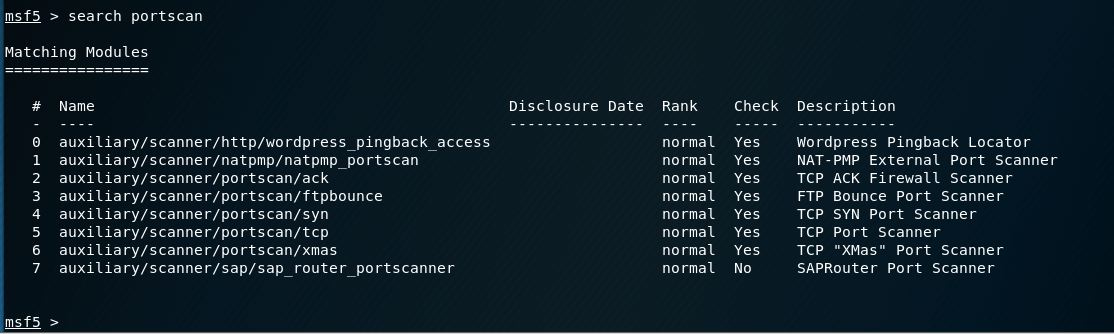 msf5 > search portscan
Matching Modules
================
#  Name                                              Disclosure Date  Rank    Check  Description
-  ----                                              ---------------  ----    -----  -----------
0  auxiliary/scanner/http/wordpress_pingback_access                   normal  Yes    Wordpress Pingback Locator
1  auxiliary/scanner/natpmp/natpmp_portscan                           normal  Yes    NAT-PMP External Port Scanner
2  auxiliary/scanner/portscan/ack                                     normal  Yes    TCP ACK Firewall Scanner
3  auxiliary/scanner/portscan/ftpbounce                               normal  Yes    FTP Bounce Port Scanner
4  auxiliary/scanner/portscan/syn                                     normal  Yes    TCP SYN Port Scanner
5  auxiliary/scanner/portscan/tcp                                     normal  Yes    TCP Port Scanner
6  auxiliary/scanner/portscan/xmas                                    normal  Yes    TCP "XMas" Port Scanner
7  auxiliary/scanner/sap/sap_router_portscanner                       normal  No     SAPRouter Port Scanner
msf5 >